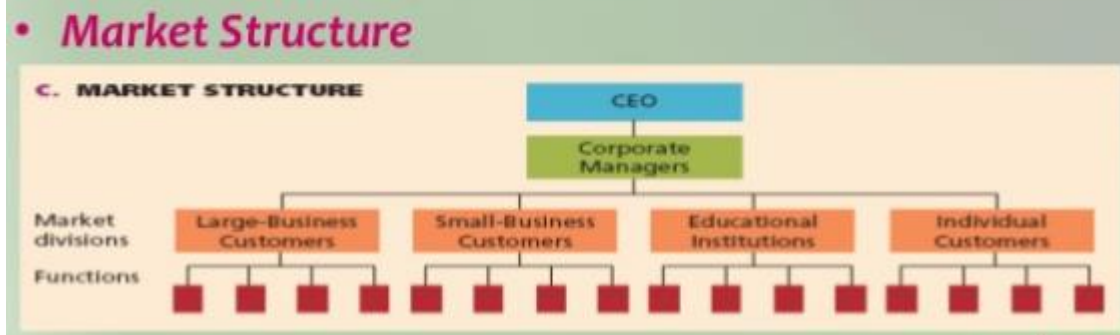 • Market Structure
C. MARKET STRUCTURE
CEO
Corporate
Managers
Market
divisions
Large-Business
Customers
Small-Business
Customers
Educational
Institutions
Individual
Customers
Functions